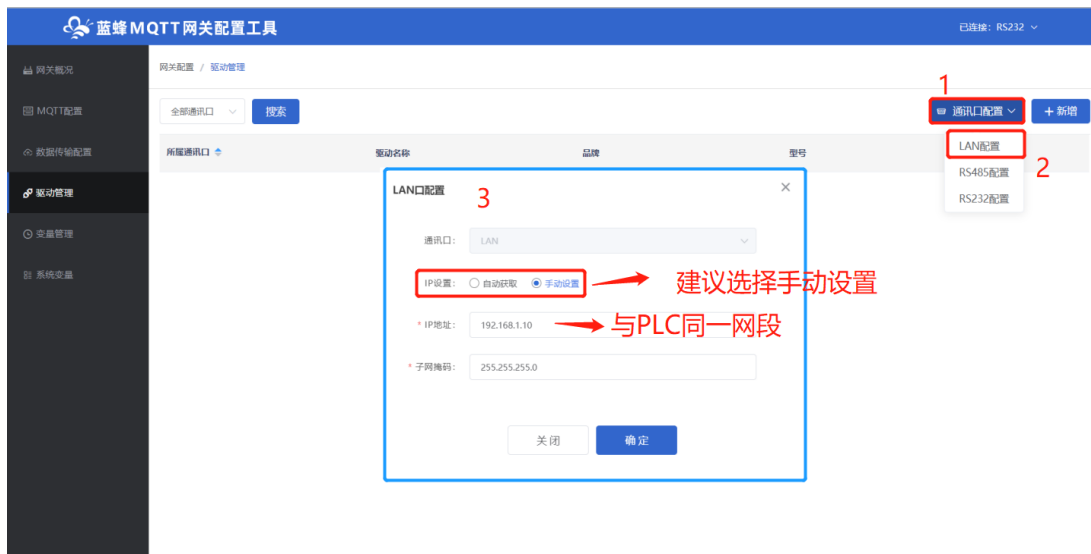 蓝蜂MQTT网关配置工具
已连接：RS232
网关概况
网关配置 / 驱动管理
1
MQTT配置
全部通讯口
搜索
通讯口配置
+新增
数据传输配置
所属通讯口
驱动名称
品牌
型号
LAN配置
2
RS485配置
RS232配置
驱动管理
LAN口配置
3
变量管理
通讯口：
LAN
系统变量
IP设置：
自动获取
手动设置
建议选择手动设置
* IP地址：
192.168.1.10
与PLC同一网段
* 子网掩码：
255.255.255.0
关闭
确定